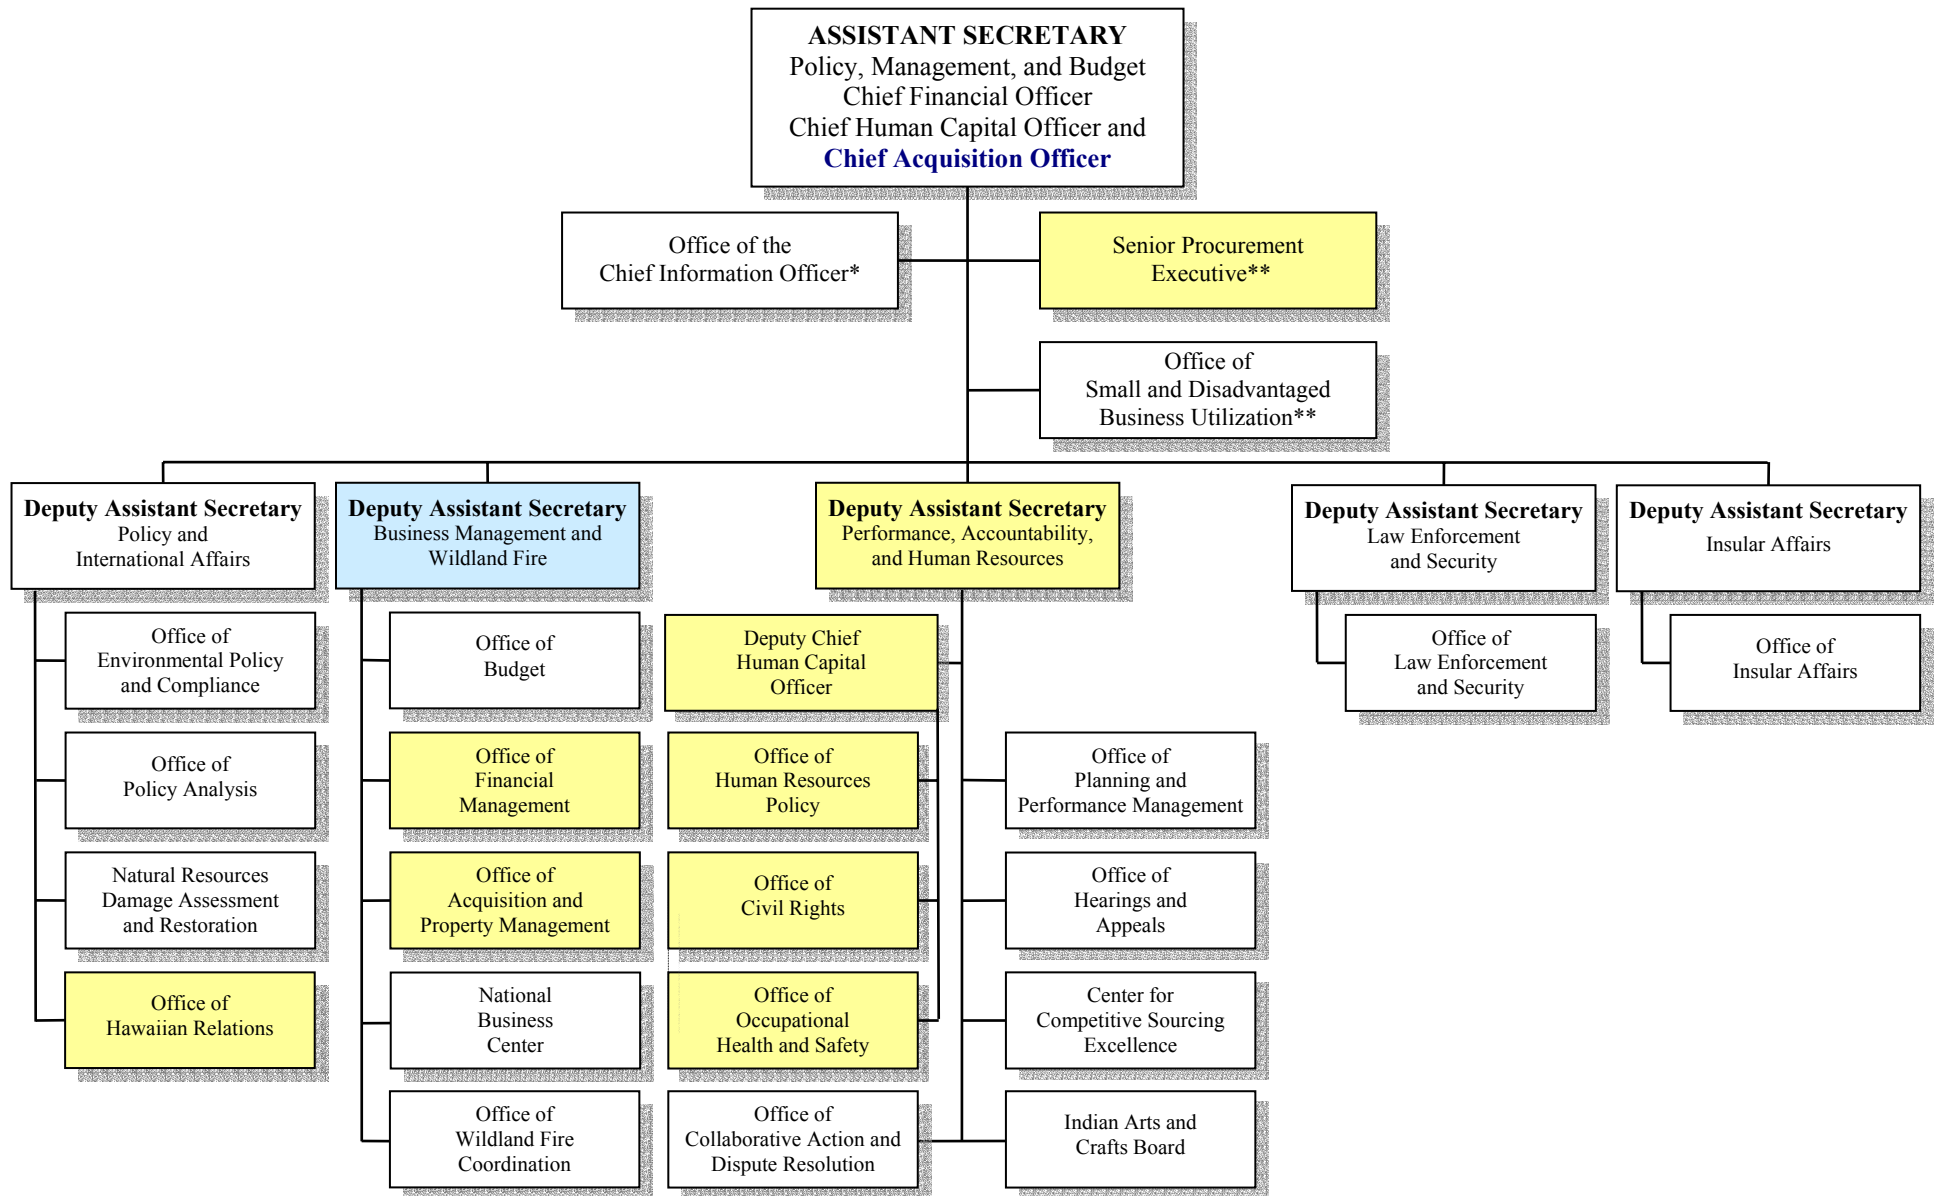 ASSISTANT SECRETARY
Policy, Management, and Budget
Chief Financial Officer
Chief Human Capital Officer and
Chief Acquisition Officer
Office of the
Chief Information Officer*
Senior Procurement
Executive**
Office of
Small and Disadvantaged
Business Utilization**
Deputy Assistant Secretary
Policy and
International Affairs
Deputy Assistant Secretary
Business Management and
Wildland Fire
Deputy Assistant Secretary
Performance, Accountability,
and Human Resources
Deputy Assistant Secretary
Law Enforcement
and Security
Deputy Assistant Secretary
Insular Affairs
Office of
Environmental Policy
and Compliance
Office of
Policy Analysis
Natural Resources
Damage Assessment
and Restoration
Office of
Hawaiian Relations
Office of
Budget
Office of
Financial
Management
Office of
Acquisition and
Property Management
National
Business
Center
Office of
Wildland Fire
Coordination
Deputy Chief
Human Capital
Officer
Office of
Human Resources
Policy
Office of
Civil Rights
Office of
Occupational
Health and Safety
Office of
Collaborative Action and
Dispute Resolution
Office of
Planning and
Performance Management
Office of
Hearings and
Appeals
Center for
Competitive Sourcing
Excellence
Indian Arts and
Crafts Board
Office of
Law Enforcement
and Security
Office of
Insular Affairs